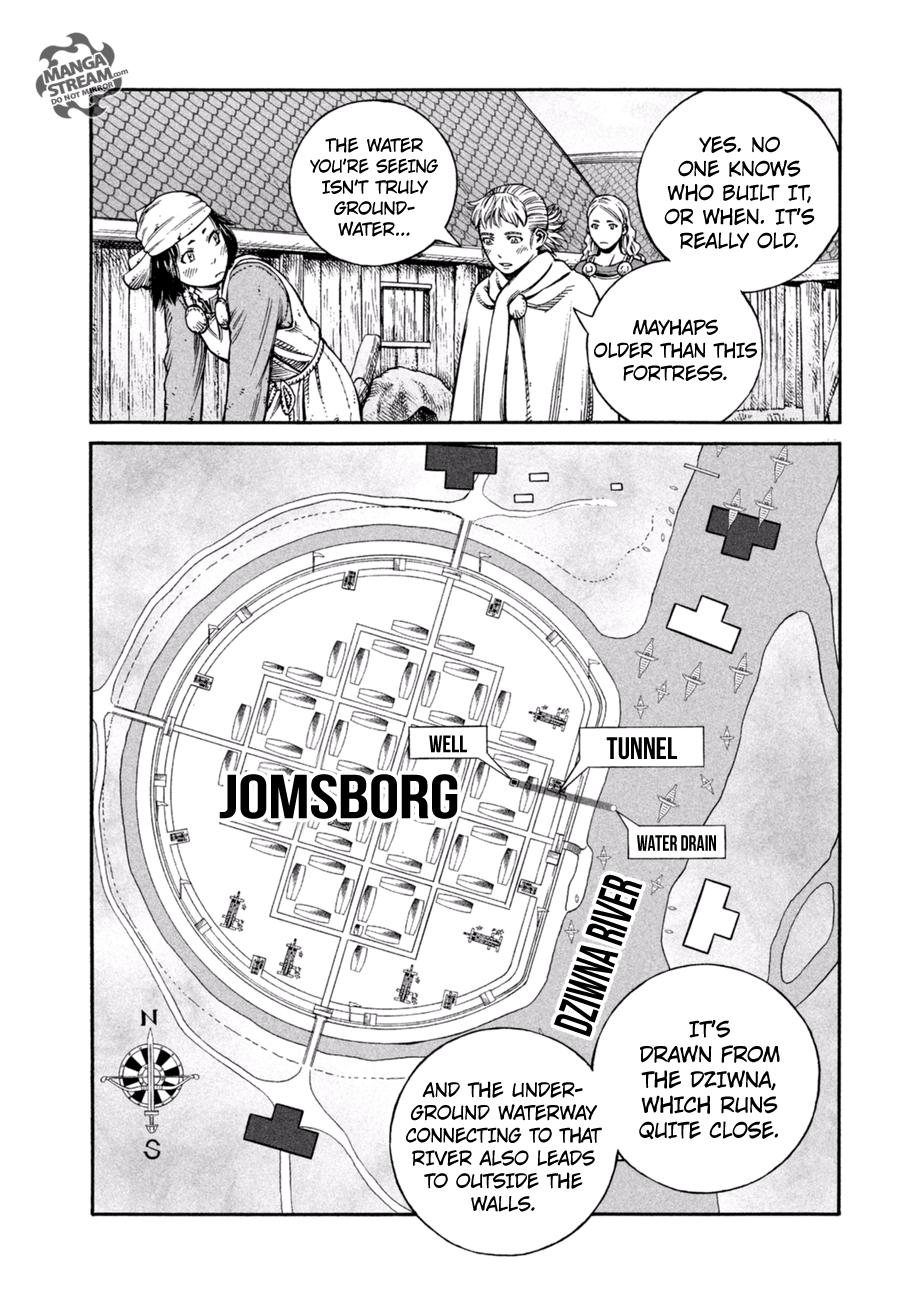 MANGA
STREAM.com
DO NOT MIRROR
YES. NO
ONE KNOWS
WHO BUILT IT,
OR WHEN. IT'S
REALLY OLD.
MAYHAPS
OLDER THAN THIS
FORTRESS.
THE WATER
YOU'RE SEEING
ISN'T TRULY
GROUND-
WATER...
WELL
TUNNEL
JOMSBORG
WATER DRAIN
DZIWNA RIVER
N
S
IT'S
DRAWN FROM
THE DZIWNA,
WHICH RUNS
QUITE CLOSE.
AND THE UNDER-
GROUND WATERWAY
CONNECTING TO THAT
RIVER ALSO LEADS
TO OUTSIDE THE
WALLS.